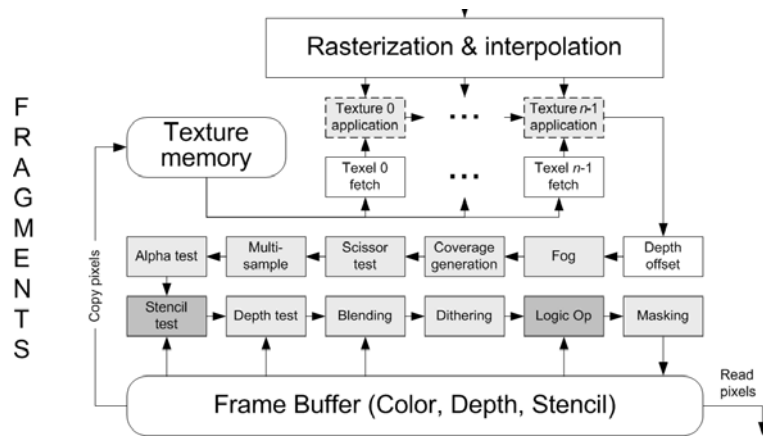 Rasterization & interpolation
FRAGMENTS
Texture 0
application
...
Texture n-1
application
Texture
memory
Texel 0
fetch
...
Texel n-1
fetch
Copy pixels
Alpha test
Multi-
sample
Scissor
test
Coverage
generation
Fog
Depth
offset
Stencil
test
Depth test
Blending
Dithering
Logic Op
Masking
Frame Buffer (Color, Depth, Stencil)
Read
pixels